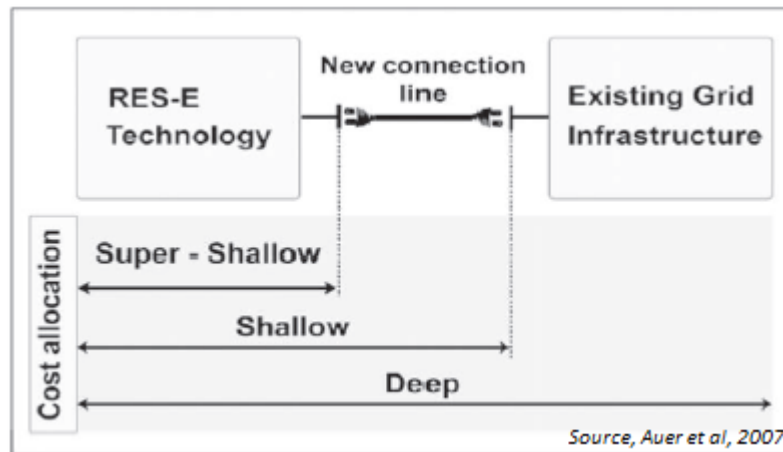 RES-E
Technology
New connection
line
Existing Grid
Infrastructure
Cost allocation
Super - Shallow
Shallow
Deep
Source, Auer et al, 2007